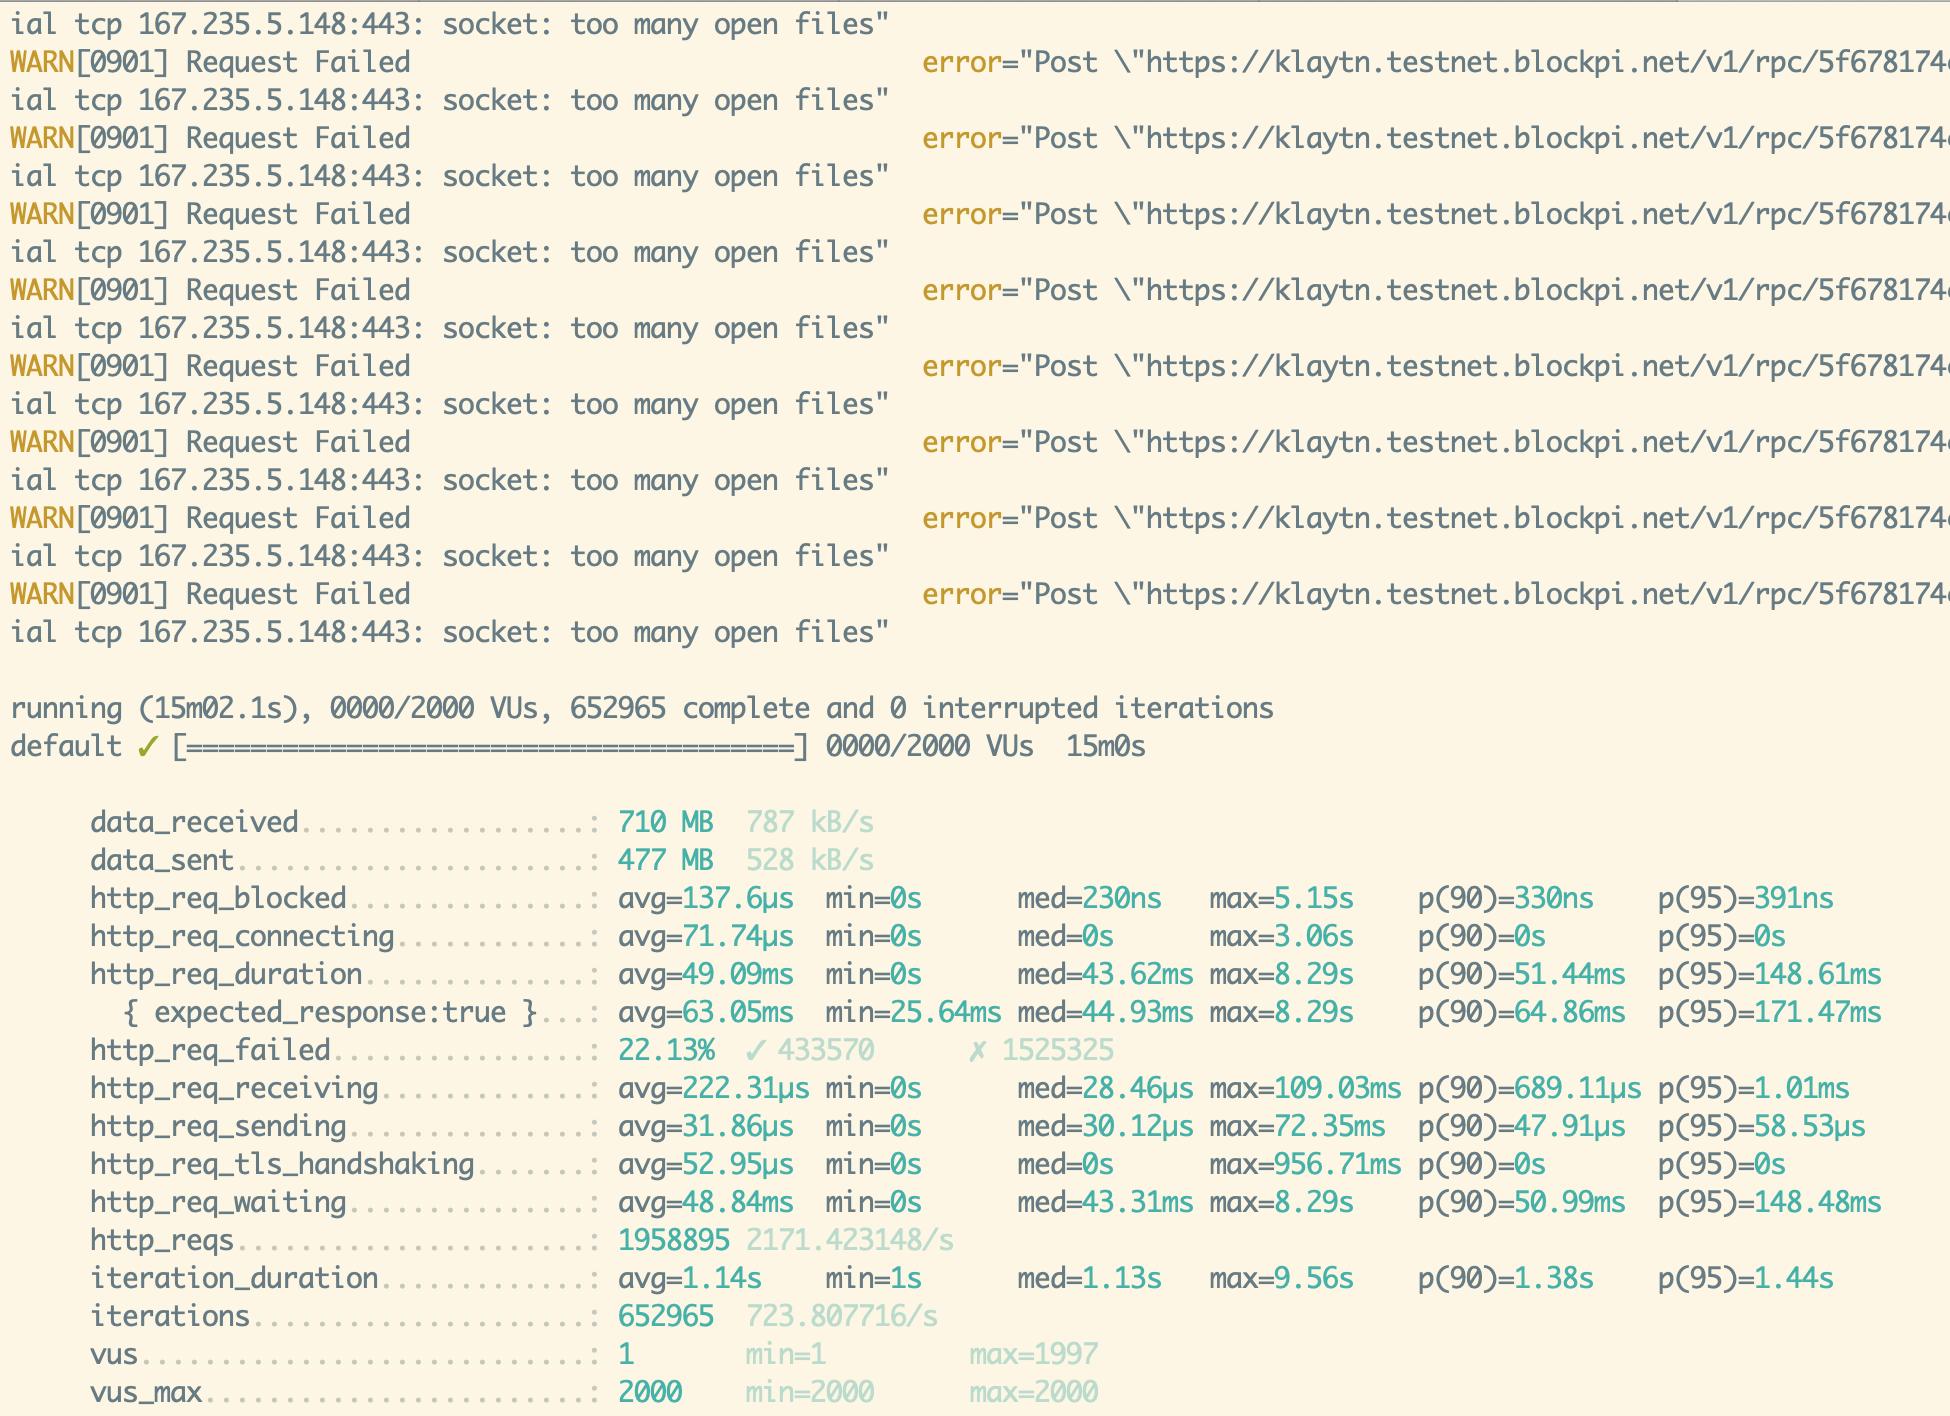 ial tcp 167.235.5.148:443: socket: too many open files"
WARN[0901] Request Failed error="Post \"https://klaytn.testnet.blockpi.net/v1/rpc/5f678174
ial tcp 167.235.5.148:443: socket: too many open files"
WARN[0901] Request Failed error="Post \"https://klaytn.testnet.blockpi.net/v1/rpc/5f678174
ial tcp 167.235.5.148:443: socket: too many open files"
WARN[0901] Request Failed error="Post \"https://klaytn.testnet.blockpi.net/v1/rpc/5f678174
ial tcp 167.235.5.148:443: socket: too many open files"
WARN[0901] Request Failed error="Post \"https://klaytn.testnet.blockpi.net/v1/rpc/5f678174
ial tcp 167.235.5.148:443: socket: too many open files"
WARN[0901] Request Failed error="Post \"https://klaytn.testnet.blockpi.net/v1/rpc/5f678174
ial tcp 167.235.5.148:443: socket: too many open files"
WARN[0901] Request Failed error="Post \"https://klaytn.testnet.blockpi.net/v1/rpc/5f678174
ial tcp 167.235.5.148:443: socket: too many open files"
WARN[0901] Request Failed error="Post \"https://klaytn.testnet.blockpi.net/v1/rpc/5f678174
ial tcp 167.235.5.148:443: socket: too many open files"
WARN[0901] Request Failed error="Post \"https://klaytn.testnet.blockpi.net/v1/rpc/5f678174
ial tcp 167.235.5.148:443: socket: too many open files"
running (15m02.1s), 0000/2000 VUs, 652965 complete and 0 interrupted iterations
default ✓ [======================================] 0000/2000 VUs  15m0s
data_received..................: 710 MB  787 kB/s
data_sent......................: 477 MB  528 kB/s
http_req_blocked...............: avg=137.6µs  min=0s      med=230ns   max=5.15s    p(90)=330ns    p(95)=391ns
http_req_connecting............: avg=71.74µs  min=0s      med=0s      max=3.06s    p(90)=0s       p(95)=0s
http_req_duration..............: avg=49.09ms  min=0s      med=43.62ms max=8.29s    p(90)=51.44ms  p(95)=148.61ms
{ expected_response:true }...: avg=63.05ms  min=25.64ms med=44.93ms max=8.29s    p(90)=64.86ms  p(95)=171.47ms
http_req_failed................: 22.13%  ✓ 433570      ✗ 1525325
http_req_receiving.............: avg=222.31µs min=0s      med=28.46µs max=109.03ms p(90)=689.11µs p(95)=1.01ms
http_req_sending...............: avg=31.86µs  min=0s      med=30.12µs max=72.35ms  p(90)=47.91µs  p(95)=58.53µs
http_req_tls_handshaking.......: avg=52.95µs  min=0s      med=0s      max=956.71ms p(90)=0s       p(95)=0s
http_req_waiting...............: avg=48.84ms  min=0s      med=43.31ms max=8.29s    p(90)=50.99ms  p(95)=148.48ms
http_reqs......................: 1958895 2171.423148/s
iteration_duration.............: avg=1.14s    min=1s      med=1.13s   max=9.56s    p(90)=1.38s    p(95)=1.44s
iterations.....................: 652965  723.807716/s
vus............................: 1       min=1         max=1997
vus_max........................: 2000    min=2000      max=2000